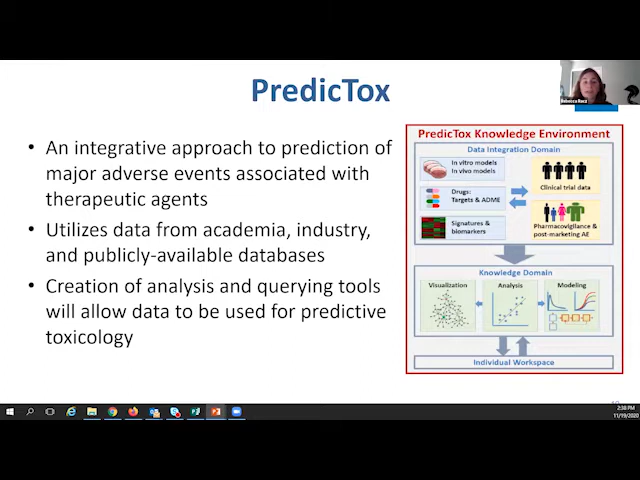 PredicTox
Rebecca Racz
• An integrative approach to prediction of
major adverse events associated with
therapeutic agents
• Utilizes data from academia, industry,
and publicly-available databases
• Creation of analysis and querying tools
will allow data to be used for predictive
toxicology
PredicTox Knowledge Environment
Data Integration Domain
In vitro models
In vivo models
Clinical trial data
Drugs:
Targets & ADME
Signatures &
biomarkers
Pharmacovigilance &
post-marketing AE
Knowledge Domain
Visualization
Analysis
Modeling
Individual Workspace
2:38 PM
11/19/2020